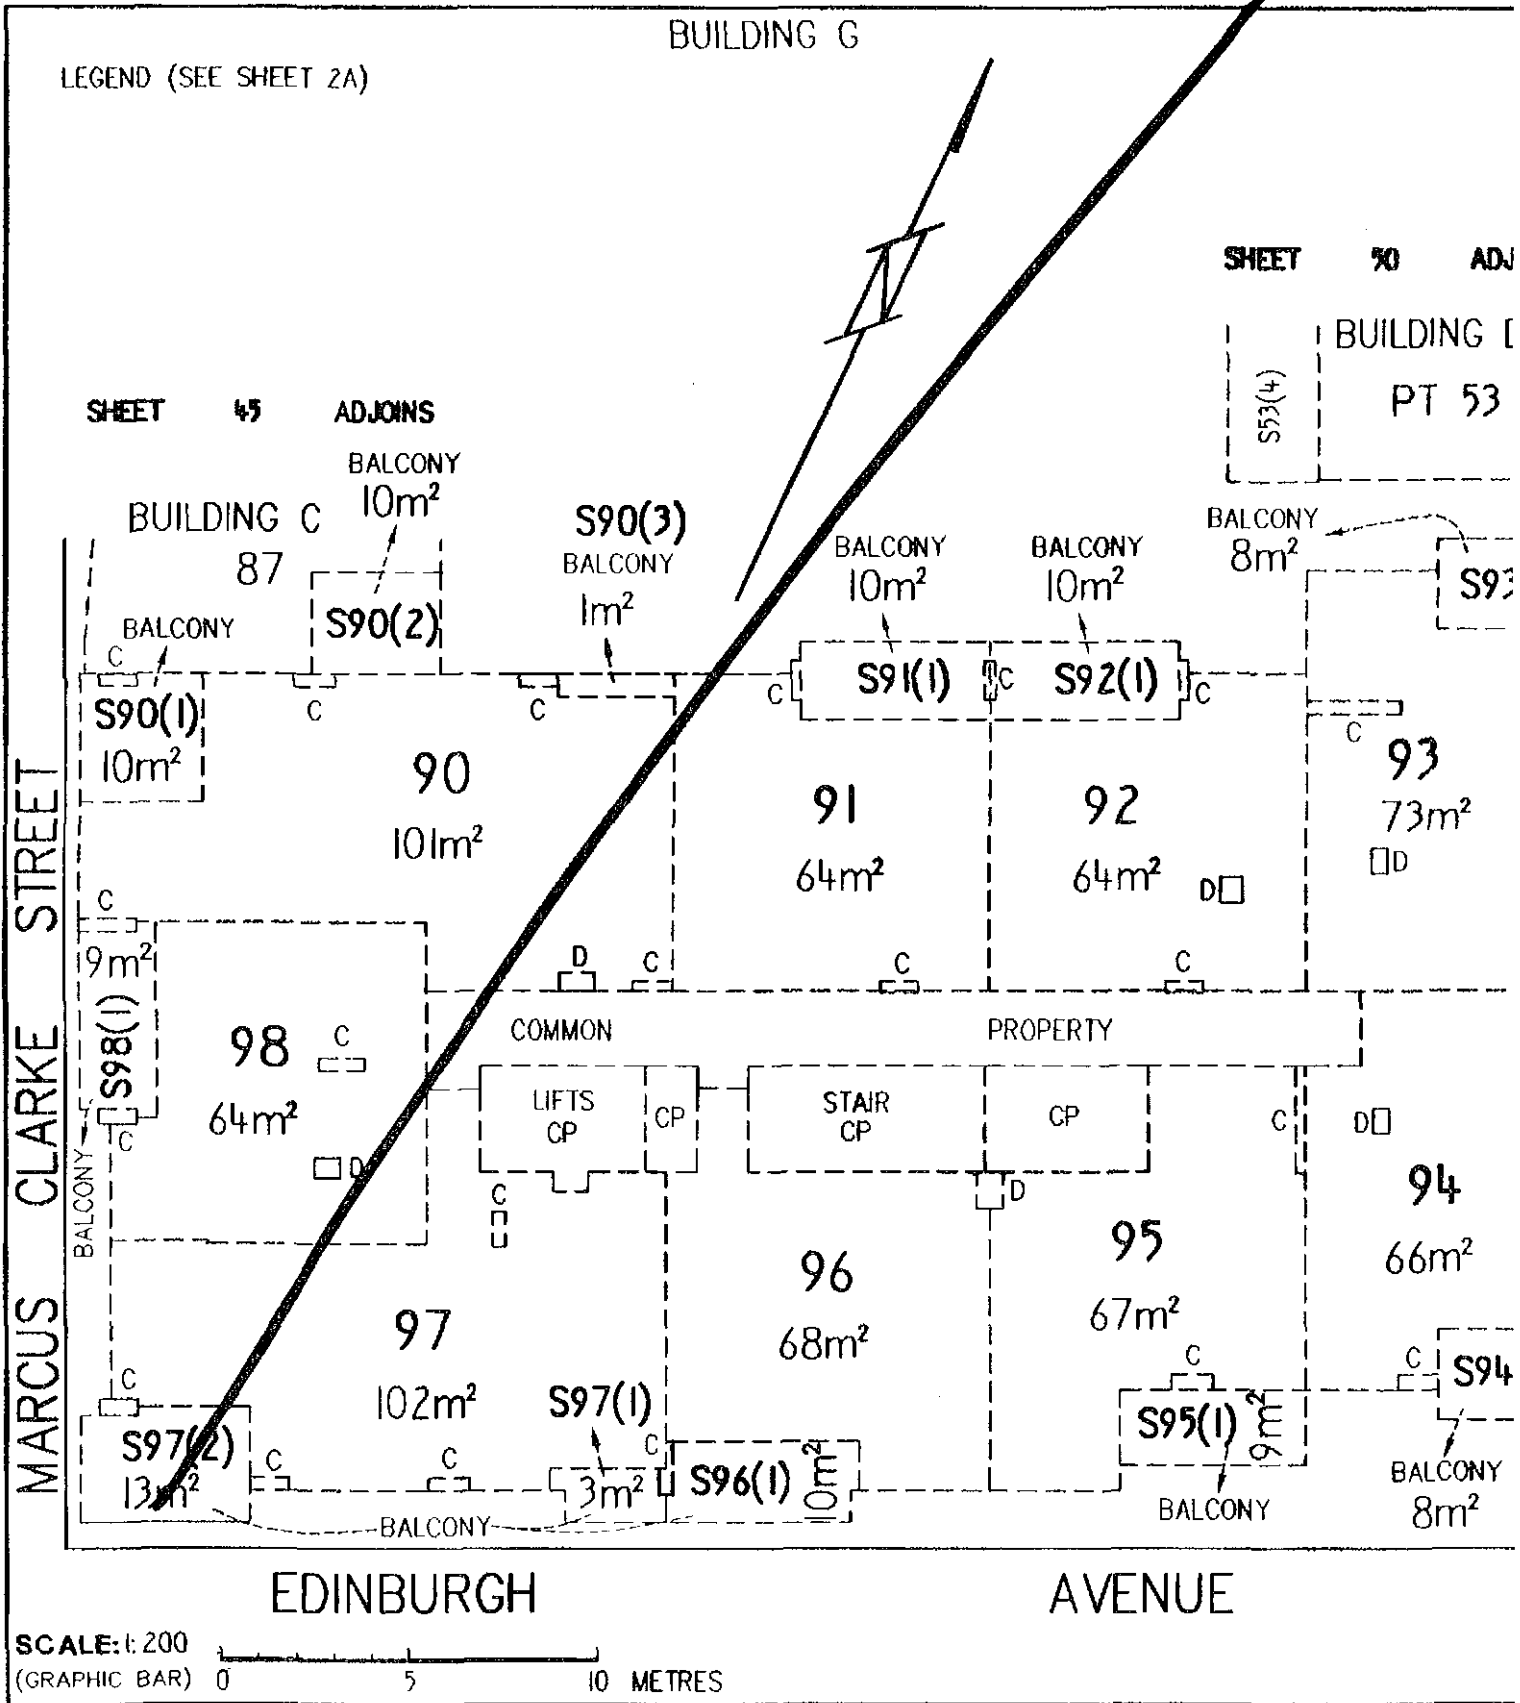 BUILDING G
LEGEND (SEE SHEET 2A)
SHEET 50
BUILDING
S53(4)
PT 53
SHEET 45 ADJOINS
BALCONY
10m²
BUILDING C
87
S90(2)
S90(3)
BALCONY
1m²
BALCONY
10m²
BALCONY
10m²
BALCONY
8m²
BALCONY
C
S90(1)
10m²
C
C
C
S91(1)
C
S92(1)
C
C
90
101m²
91
64m²
92
64m²
D
93
73m²
D
C
9m²
S98(1)
BALCONY
C
98
64m²
C
D
D
C
C
C
COMMON PROPERTY
LIFTS
CP
CP
STAIR
CP
CP
C
D
C
D
94
66m²
95
67m²
96
68m²
97
102m²
C
S97(2)
13m²
C
C
S97(1)
3m²
C
S96(1)
10m²
BALCONY
C
S95(1)
9m²
BALCONY
C
S94
BALCONY
8m²
MARCUS CLARKE STREET
EDINBURGH AVENUE
SCALE: 1:200
(GRAPHIC BAR) 0 5 10 METRES